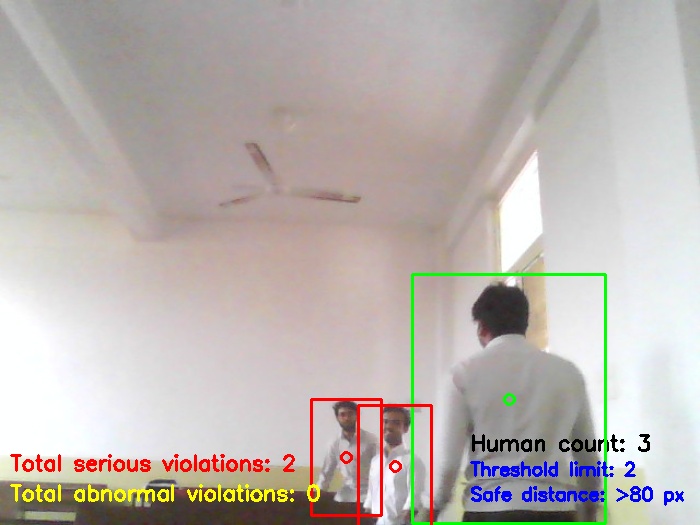 Human count: 3
Total serious violations: 2
Threshold limit: 2
Total abnormal violations: 0
Safe distance: >80 px